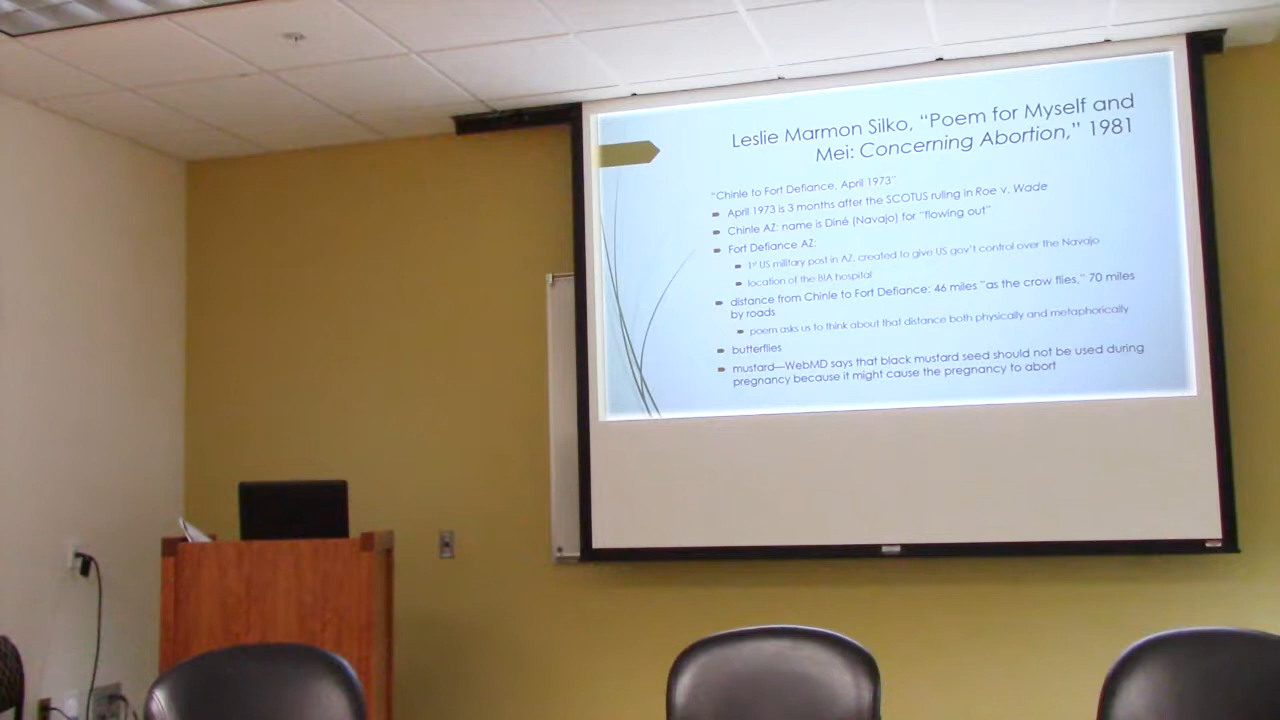 Leslie Marmon Silko, “Poem for Myself and
Mei: Concerning Abortion,” 1981
“Chinle to Fort Defiance, April 1973”
April 1973 is 3 months after the SCOTUS ruling in Roe v. Wade
Chinle AZ: name is Diné (Navajo) for “flowing out”
Fort Defiance AZ:
1st US military post in AZ, created to give US gov’t control over the Navajo
location of the BIA hospital
distance from Chinle to Fort Defiance: 46 miles “as the crow flies,” 70 miles
by roads
poem asks us to think about that distance both physically and metaphorically
butterflies
mustard—WebMD says that black mustard seed should not be used during
pregnancy because it might cause the pregnancy to abort